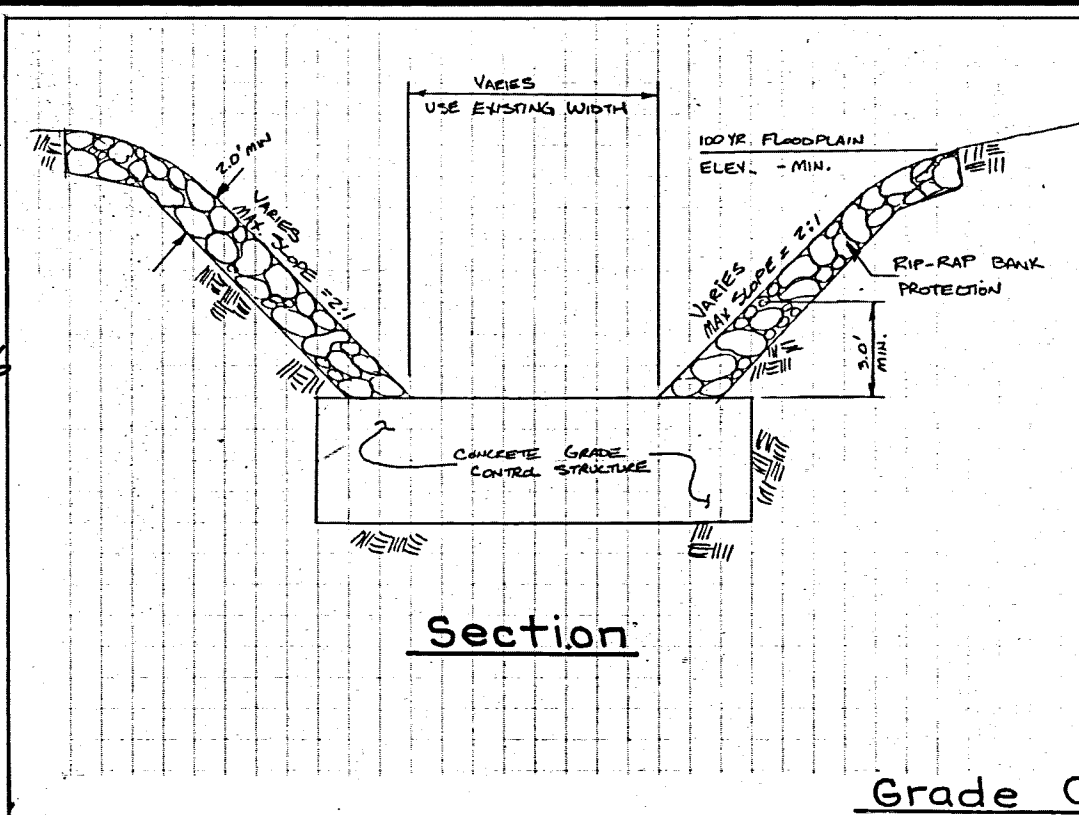 VARIES
USE EXISTING WIDTH
2.0' MIN
VARIES
MAX. SLOPE = 2:1
100 YR. FLOODPLAIN
ELEV. - MIN.
VARIES
MAX SLOPE = 2:1
RIP-RAP BANK
PROTECTION
3.0'
MIN.
CONCRETE GRADE
CONTROL STRUCTURE
Section
Grade